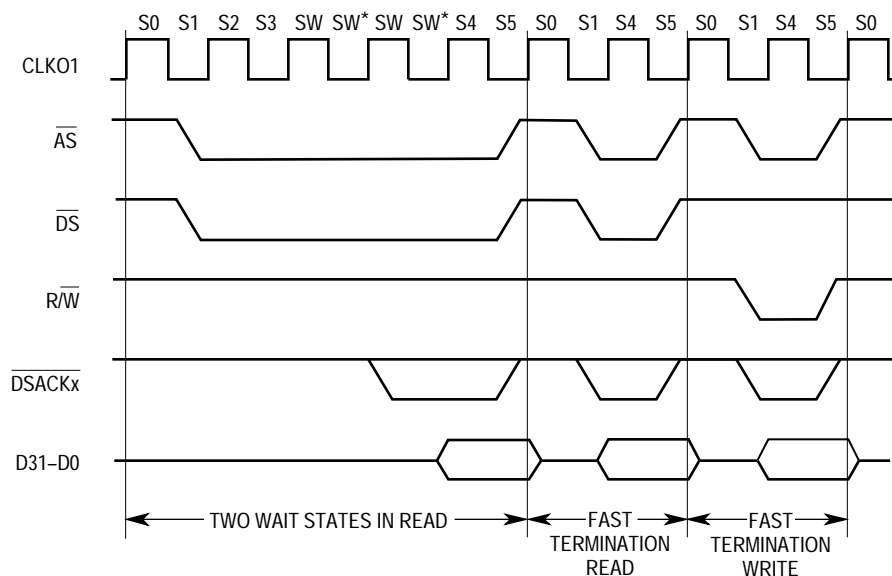 S0 S1 S2 S3 SW SW* SW SW* S4 S5 S0 S1 S4 S5 S0 S1 S4 S5 S0
CLKO1
AS
DS
R/W
DSACKx
D31–D0
TWO WAIT STATES IN READ
FAST
TERMINATION
READ
FAST
TERMINATION
WRITE